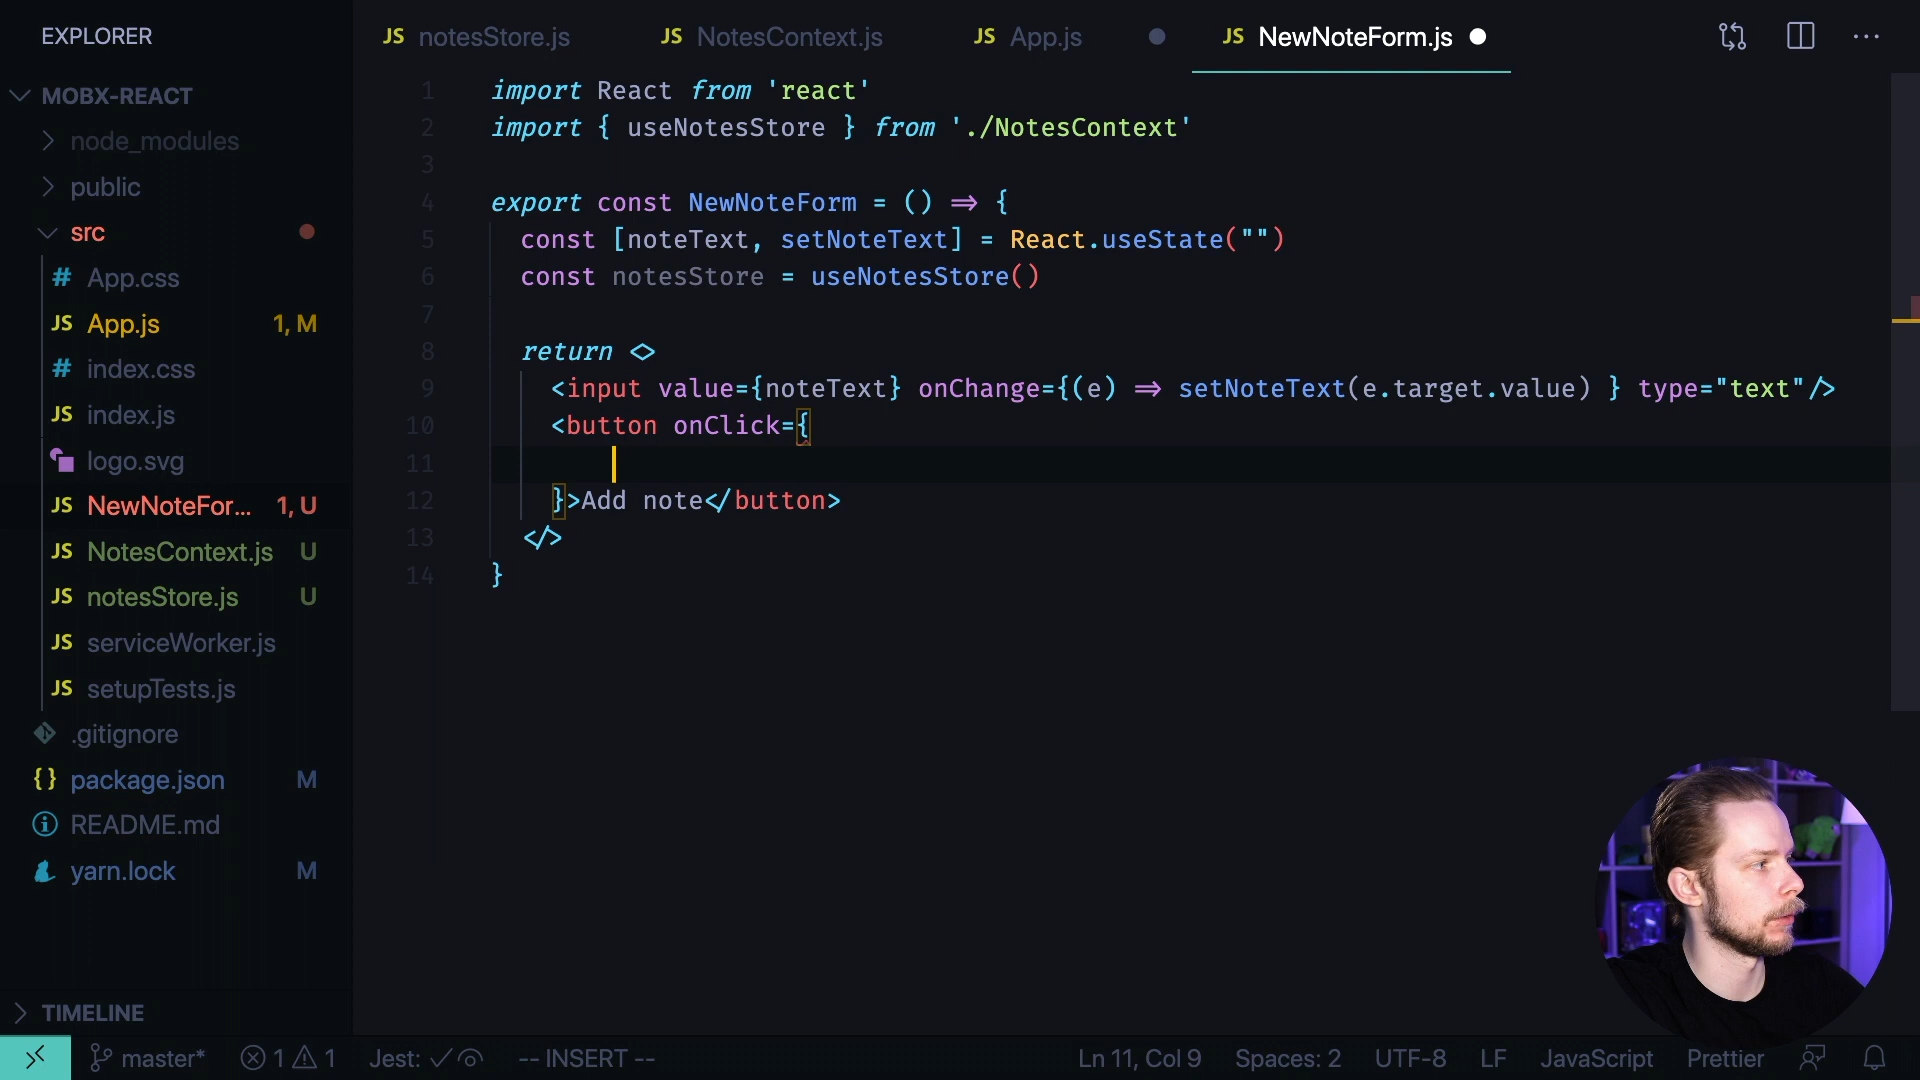 EXPLORER
MOBX-REACT
node_modules
public
src
# App.css
JS App.js 1, M
# index.css
JS index.js
logo.svg
JS NewNoteFor... 1, U
JS NotesContext.js U
JS notesStore.js U
JS serviceWorker.js
JS setupTests.js
.gitignore
{} package.json M
README.md
yarn.lock M
TIMELINE
JS notesStore.js JS NotesContext.js JS App.js JS NewNoteForm.js
1 import React from 'react'
2 import { useNotesStore } from './NotesContext'
3
4 export const NewNoteForm = () => {
5 const [noteText, setNoteText] = React.useState("")
6 const notesStore = useNotesStore()
7
8 return <>
9 <input value={noteText} onChange={(e) => setNoteText(e.target.value) } type="text"/>
10 <button onClick={
11
12 }>Add note</button>
13 </>
14 }
master* 1 1 Jest: -- INSERT -- Ln 11, Col 9 Spaces: 2 UTF-8 LF JavaScript Prettier